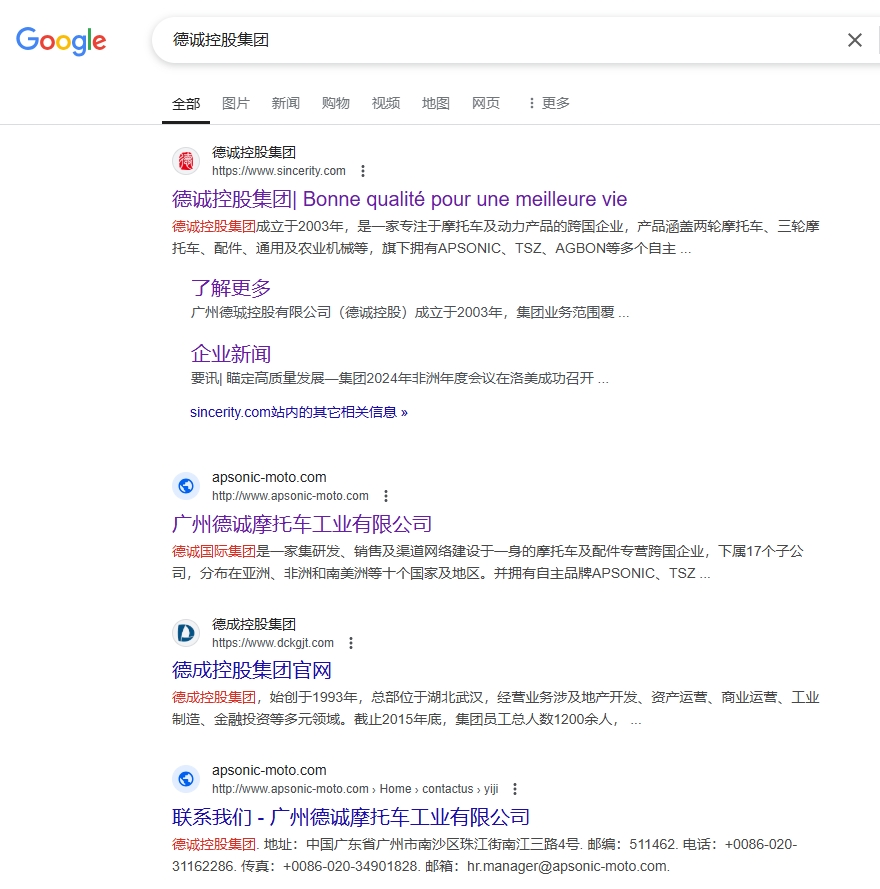 Google
德诚控股集团
全部 图片 新闻 购物 视频 地图 网页 更多
德诚控股集团
https://www.sincerity.com
德诚控股集团| Bonne qualité pour une meilleure vie
德诚控股集团成立于2003年，是一家专注于摩托车及动力产品的跨国企业，产品涵盖两轮摩托车、三轮摩
托车、配件、通用及农业机械等，旗下拥有APSONIC、TSZ、AGBON等多个自主 ...
了解更多
广州德珹控股有限公司（德诚控股）成立于2003年，集团业务范围覆 ...
企业新闻
要讯| 瞄定高质量发展—集团2024年非洲年度会议在洛美成功召开 ...
sincerity.com站内的其它相关信息 »
apsonic-moto.com
http://www.apsonic-moto.com
广州德诚摩托车工业有限公司
德诚国际集团是一家集研发、销售及渠道网络建设于一身的摩托车及配件专营跨国企业，下属17个子公
司，分布在亚洲、非洲和南美洲等十个国家及地区。并拥有自主品牌APSONIC、TSZ ...
德成控股集团
https://www.dckgjt.com
德成控股集团官网
德成控股集团，始创于1993年，总部位于湖北武汉，经营业务涉及地产开发、资产运营、商业运营、工业
制造、金融投资等多元领域。截止2015年底，集团员工总人数1200余人， ...
apsonic-moto.com
http://www.apsonic-moto.com › Home › contactus › yiji
联系我们 - 广州德诚摩托车工业有限公司
德诚控股集团. 地址：中国广东省广州市南沙区珠江街南江三路4号. 邮编：511462. 电话：+0086-020-
31162286. 传真：+0086-020-34901828. 邮箱：hr.manager@apsonic-moto.com.